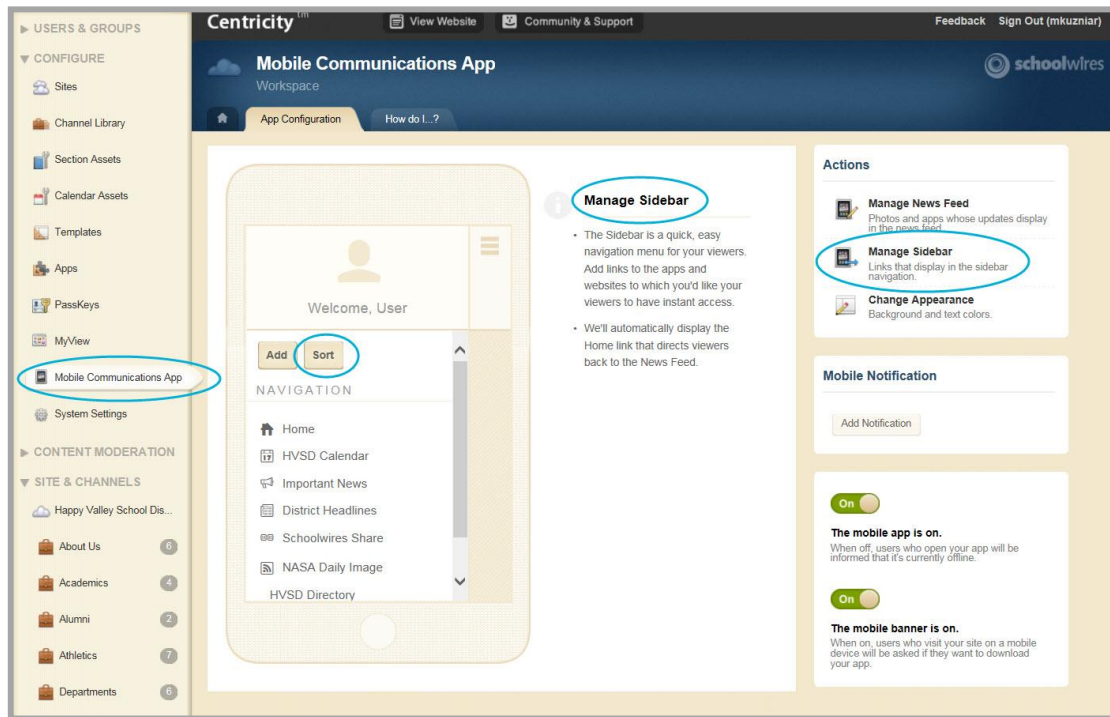 USERS & GROUPS
CONFIGURE
Sites
Channel Library
Section Assets
Calendar Assets
Templates
Apps
PassKeys
MyView
Mobile Communications App
System Settings
CONTENT MODERATION
SITE & CHANNELS
Happy Valley School Dis...
About Us 6
Academics 4
Alumni 2
Athletics 7
Departments 6
Centricity tm
View Website
Community & Support
Feedback
Sign Out (mkuzniar)
Mobile Communications App
Workspace
schoolwires
App Configuration
How do I...?
Welcome, User
Add
Sort
NAVIGATION
Home
17 HVSD Calendar
Important News
District Headlines
Schoolwires Share
NASA Daily Image
HVSD Directory
i
Manage Sidebar
• The Sidebar is a quick, easy
navigation menu for your viewers.
Add links to the apps and
websites to which you'd like your
viewers to have instant access.
• We'll automatically display the
Home link that directs viewers
back to the News Feed.
Actions
Manage News Feed
Photos and apps whose updates display
in the news feed.
Manage Sidebar
Links that display in the sidebar
navigation.
Change Appearance
Background and text colors.
Mobile Notification
Add Notification
On
The mobile app is on.
When off, users who open your app will be
informed that it's currently offline.
On
The mobile banner is on.
When on, users who visit your site on a mobile
device will be asked if they want to download
your app.